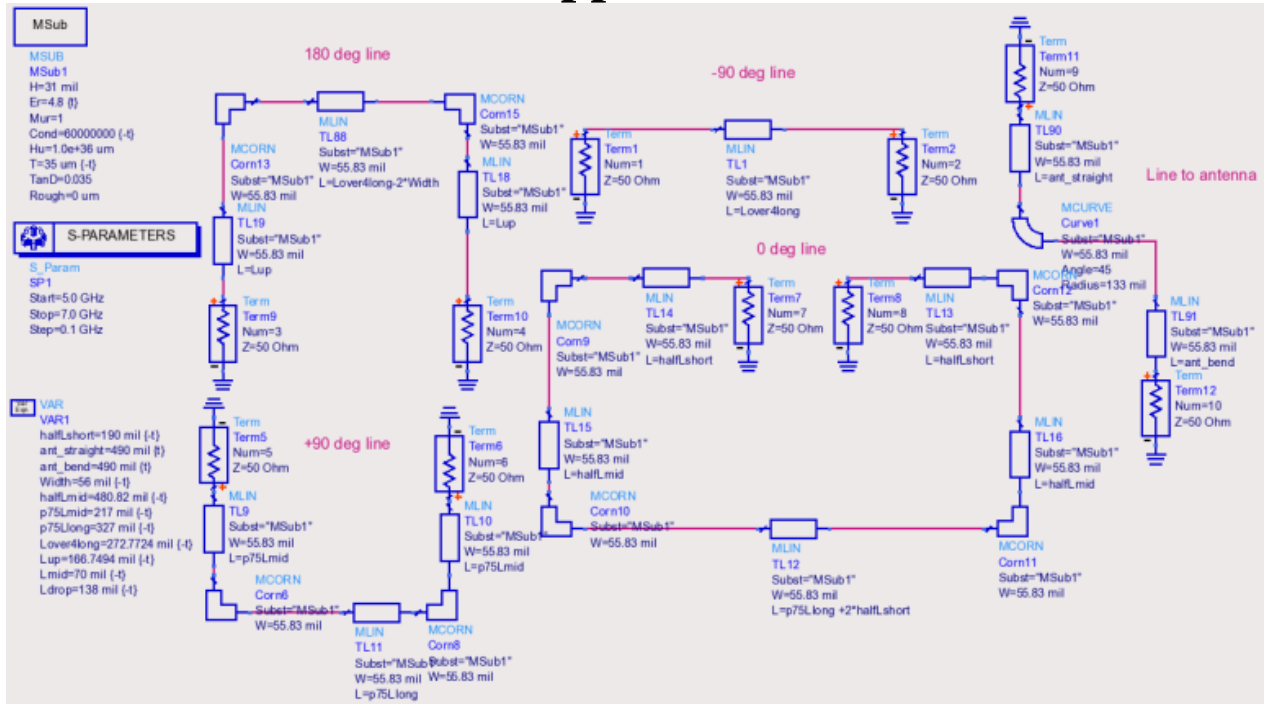 MSub
MSUB
MSub1
H=31 mil
Er=4.8 {t}
Mur=1
Cond=60000000 {-t}
Hu=1.0e+36 um
T=35 um {-t}
TanD=0.035
Rough=0 um
S-PARAMETERS
S_Param
SP1
Start=5.0 GHz
Stop=7.0 GHz
Step=0.1 GHz
VAR
VAR1
halfLshort=190 mil {-t}
ant_straight=490 mil {t}
ant_bend=490 mil {t}
Width=56 mil {-t}
halfLmid=480.82 mil {-t}
p75Lmid=217 mil {-t}
p75Llong=327 mil {-t}
Lover4long=272.7724 mil {-t}
Lup=166.7494 mil {-t}
Lmid=70 mil {-t}
Ldrop=138 mil {-t}
180 deg line
MCORN
Corn13
Subst="MSub1"
W=55.83 mil
MLIN
TL88
Subst="MSub1"
W=55.83 mil
L=Lover4long-2*Width
MCORN
Corn15
Subst="MSub1"
W=55.83 mil
MLIN
TL18
Subst="MSub1"
W=55.83 mil
L=Lup
MLIN
TL19
Subst="MSub1"
W=55.83 mil
L=Lup
Term
Term9
Num=3
Z=50 Ohm
Term
Term10
Num=4
Z=50 Ohm
-90 deg line
Term
Term1
Num=1
Z=50 Ohm
MLIN
TL1
Subst="MSub1"
W=55.83 mil
L=Lover4long
Term
Term2
Num=2
Z=50 Ohm
Term
Term11
Num=9
Z=50 Ohm
MLIN
TL90
Subst="MSub1"
W=55.83 mil
L=ant_straight
Line to antenna
MCURVE
Curve1
Subst="MSub1"
W=55.83 mil
Angle=45
Radius=133 mil
MLIN
TL91
Subst="MSub1"
W=55.83 mil
L=ant_bend
Term
Term12
Num=10
Z=50 Ohm
0 deg line
MCORN
Corn9
Subst="MSub1"
W=55.83 mil
MLIN
TL14
Subst="MSub1"
W=55.83 mil
L=halfLshort
Term
Term7
Num=7
Z=50 Ohm
Term
Term8
Num=8
Z=50 Ohm
MLIN
TL13
Subst="MSub1"
W=55.83 mil
L=halfLshort
MCORN
Corn12
Subst="MSub1"
W=55.83 mil
MLIN
TL15
Subst="MSub1"
W=55.83 mil
L=halfLmid
MLIN
TL16
Subst="MSub1"
W=55.83 mil
L=halfLmid
MCORN
Corn10
Subst="MSub1"
W=55.83 mil
MLIN
TL12
Subst="MSub1"
W=55.83 mil
L=p75Llong +2*halfLshort
MCORN
Corn11
Subst="MSub1"
W=55.83 mil
+90 deg line
Term
Term5
Num=5
Z=50 Ohm
Term
Term6
Num=6
Z=50 Ohm
MLIN
TL9
Subst="MSub1"
W=55.83 mil
L=p75Lmid
MLIN
TL10
Subst="MSub1"
W=55.83 mil
L=p75Lmid
MCORN
Corn6
Subst="MSub1"
W=55.83 mil
MLIN
TL11
Subst="MSub1"
W=55.83 mil
L=p75Llong
MCORN
Corn8
Subst="MSub1"
W=55.83 mil